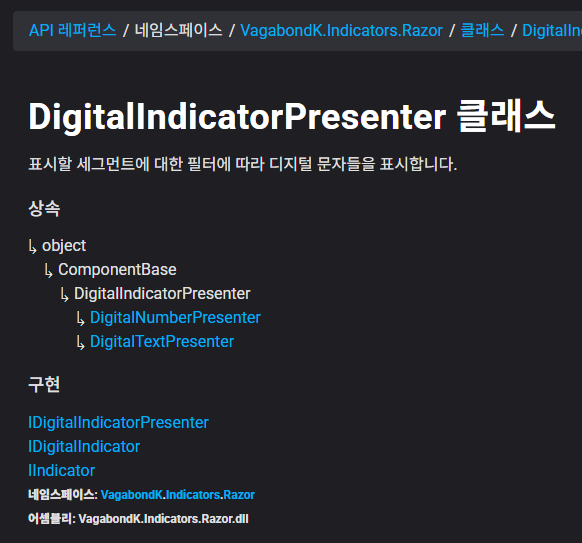 API 레퍼런스 / 네임스페이스 / VagabondK.Indicators.Razor / 클래스 / DigitalIn
DigitalIndicatorPresenter 클래스
표시할 세그먼트에 대한 필터에 따라 디지털 문자들을 표시합니다.
상속
↳ object
↳ ComponentBase
↳ DigitalIndicatorPresenter
↳ DigitalNumberPresenter
↳ DigitalTextPresenter
구현
IDigitalIndicatorPresenter
IDigitalIndicator
IIndicator
네임스페이스: VagabondK.Indicators.Razor
어셈블리: VagabondK.Indicators.Razor.dll